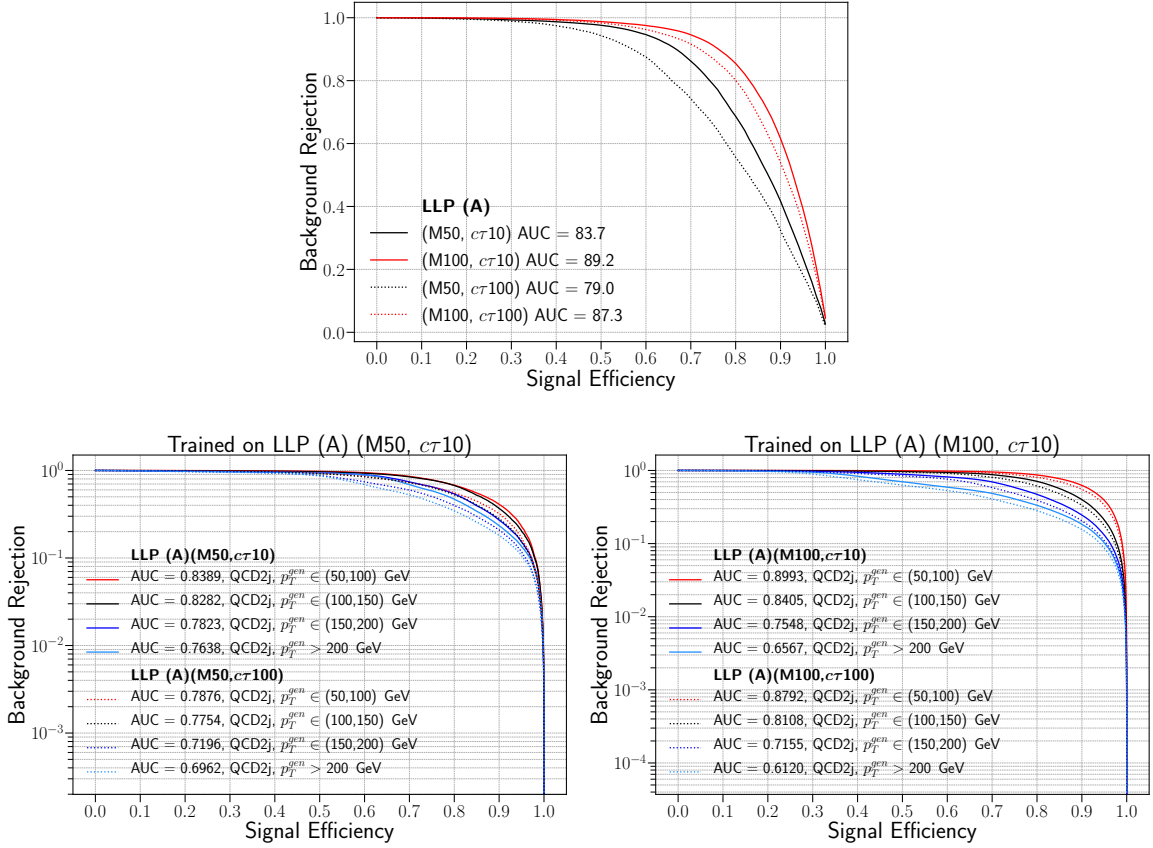 1.0
0.8
0.6
0.4
0.2
0.0
Background Rejection
LLP (A)
(M50, cτ10) AUC = 83.7
(M100, cτ10) AUC = 89.2
(M50, cτ100) AUC = 79.0
(M100, cτ100) AUC = 87.3
0.0 0.1 0.2 0.3 0.4 0.5 0.6 0.7 0.8 0.9 1.0
Signal Efficiency
Trained on LLP (A) (M50, cτ10)
10^0
10^-1
10^-2
10^-3
Background Rejection
LLP (A)(M50,cτ10)
AUC = 0.8389, QCD2j, p_T^gen ∈ (50,100) GeV
AUC = 0.8282, QCD2j, p_T^gen ∈ (100,150) GeV
AUC = 0.7823, QCD2j, p_T^gen ∈ (150,200) GeV
AUC = 0.7638, QCD2j, p_T^gen > 200 GeV
LLP (A)(M50,cτ100)
AUC = 0.7876, QCD2j, p_T^gen ∈ (50,100) GeV
AUC = 0.7754, QCD2j, p_T^gen ∈ (100,150) GeV
AUC = 0.7196, QCD2j, p_T^gen ∈ (150,200) GeV
AUC = 0.6962, QCD2j, p_T^gen > 200 GeV
0.0 0.1 0.2 0.3 0.4 0.5 0.6 0.7 0.8 0.9 1.0
Signal Efficiency
Trained on LLP (A) (M100, cτ10)
10^0
10^-1
10^-2
10^-3
10^-4
Background Rejection
LLP (A)(M100,cτ10)
AUC = 0.8993, QCD2j, p_T^gen ∈ (50,100) GeV
AUC = 0.8405, QCD2j, p_T^gen ∈ (100,150) GeV
AUC = 0.7548, QCD2j, p_T^gen ∈ (150,200) GeV
AUC = 0.6567, QCD2j, p_T^gen > 200 GeV
LLP (A)(M100,cτ100)
AUC = 0.8792, QCD2j, p_T^gen ∈ (50,100) GeV
AUC = 0.8108, QCD2j, p_T^gen ∈ (100,150) GeV
AUC = 0.7155, QCD2j, p_T^gen ∈ (150,200) GeV
AUC = 0.6120, QCD2j, p_T^gen > 200 GeV
0.0 0.1 0.2 0.3 0.4 0.5 0.6 0.7 0.8 0.9 1.0
Signal Efficiency